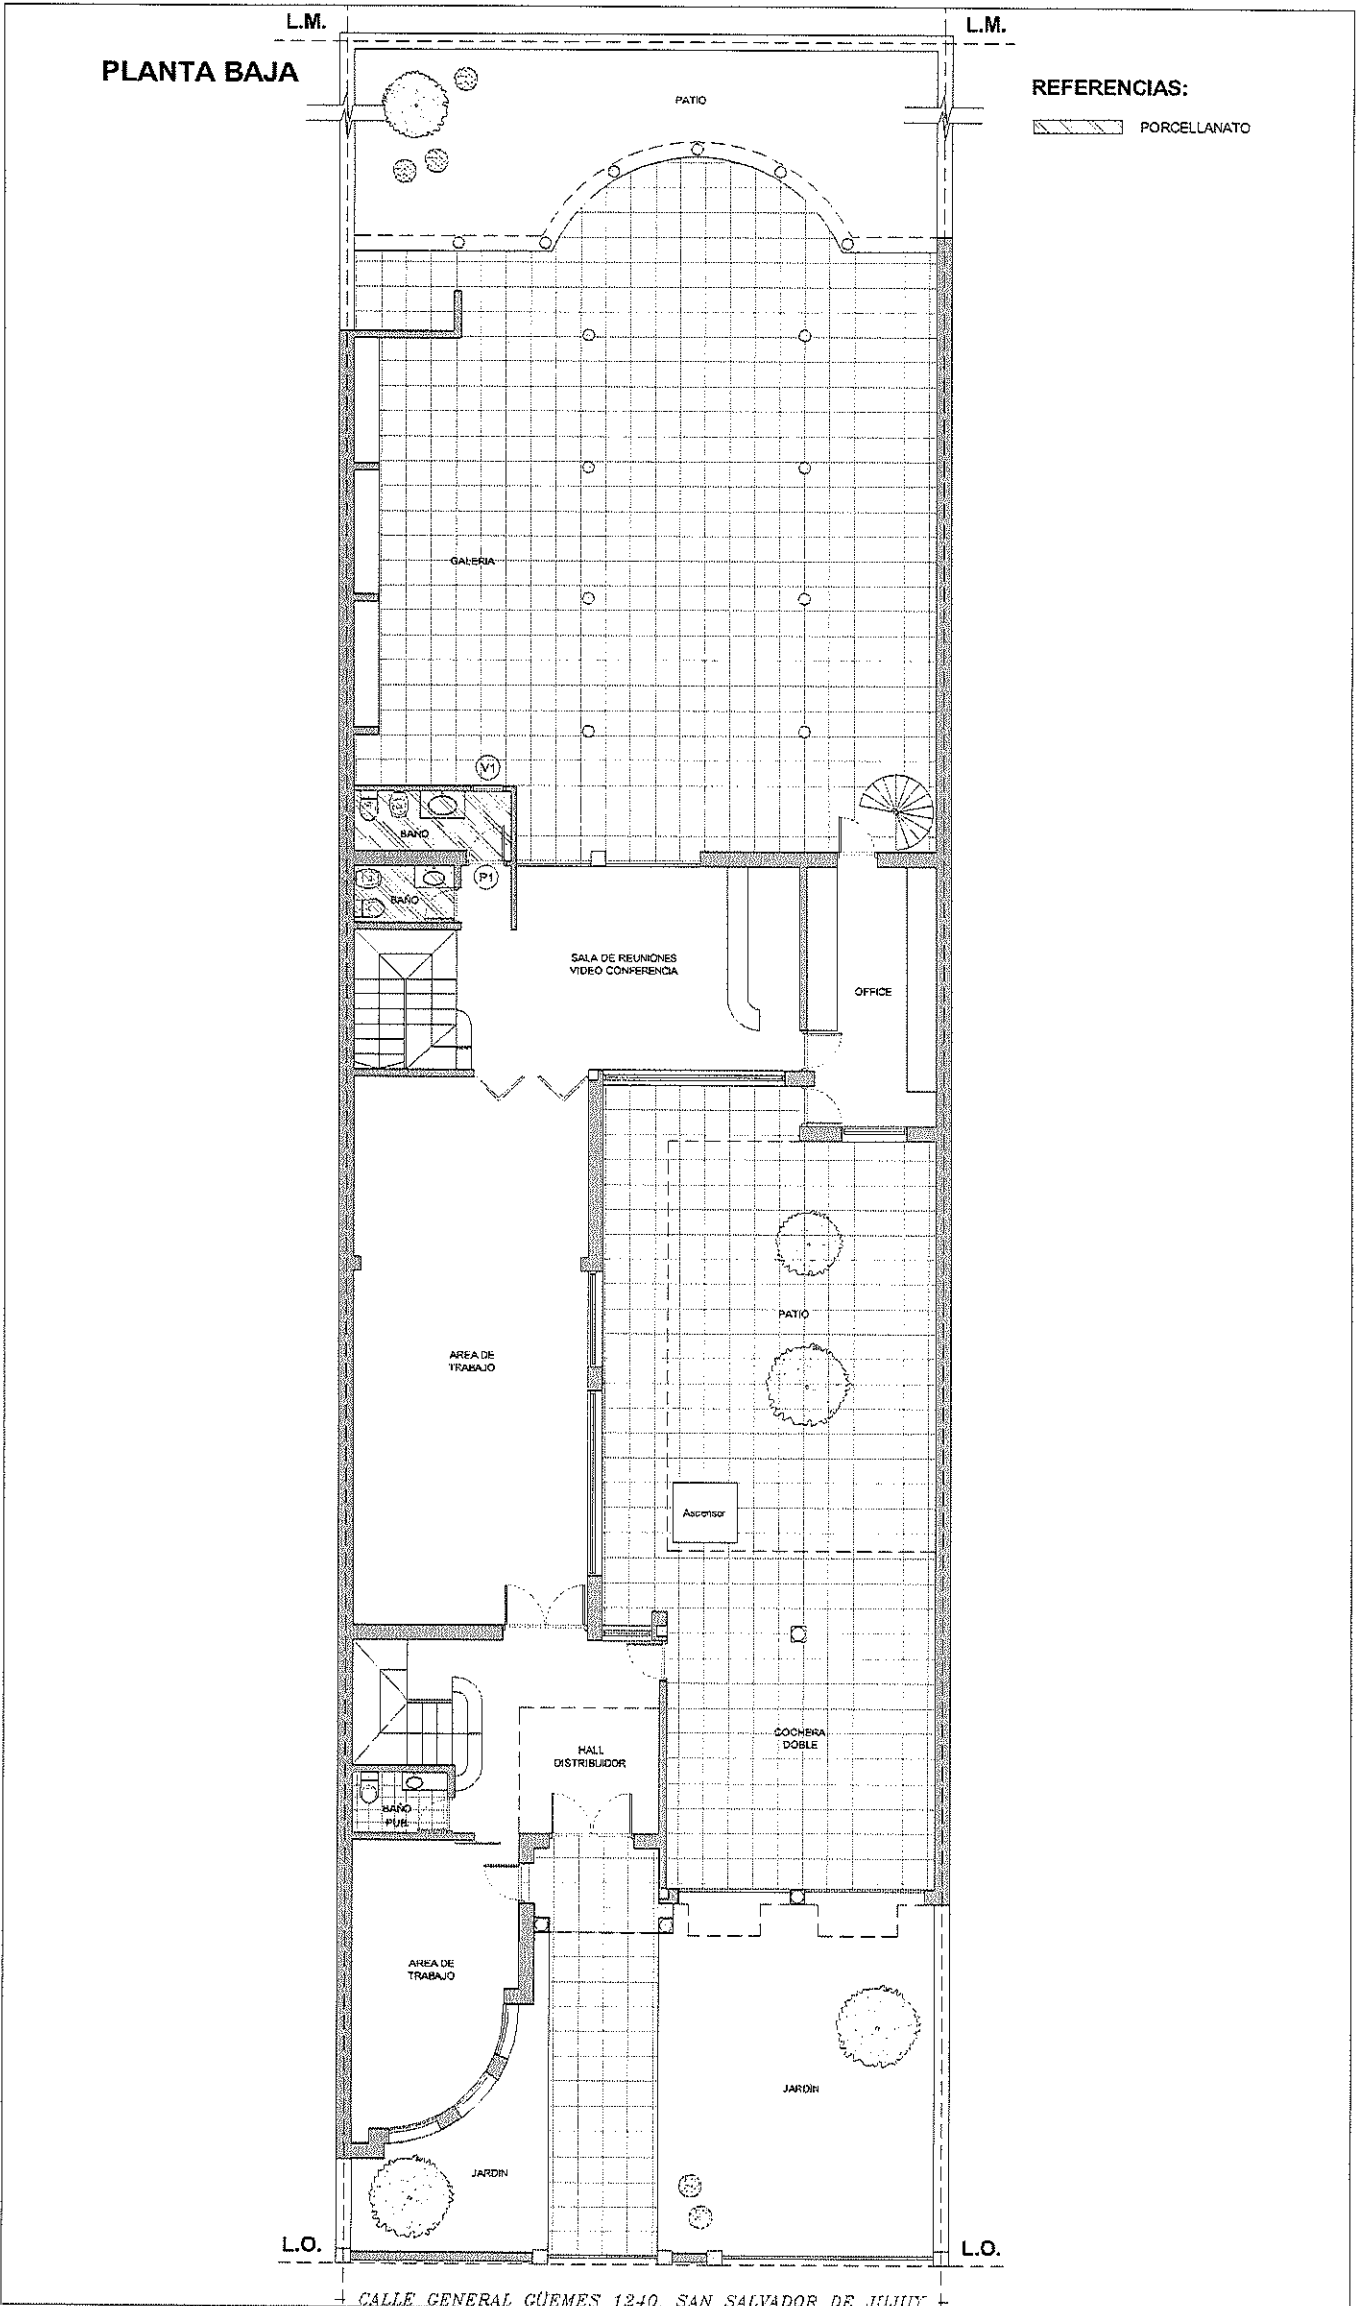 L.M.
L.M.
PLANTA BAJA
REFERENCIAS:
PORCELLANATO
PATIO
GALERIA
V1
BAÑO
P1
BAÑO
SALA DE REUNIONES
VIDEO CONFERENCIA
OFFICE
PATIO
AREA DE
TRABAJO
Ascensor
COCHERA
DOBLE
HALL
DISTRIBUIDOR
BAÑO
PUB.
AREA DE
TRABAJO
JARDIN
JARDIN
L.O.
L.O.
CALLE GENERAL GÜEMES 1240, SAN SALVADOR DE JUJUY